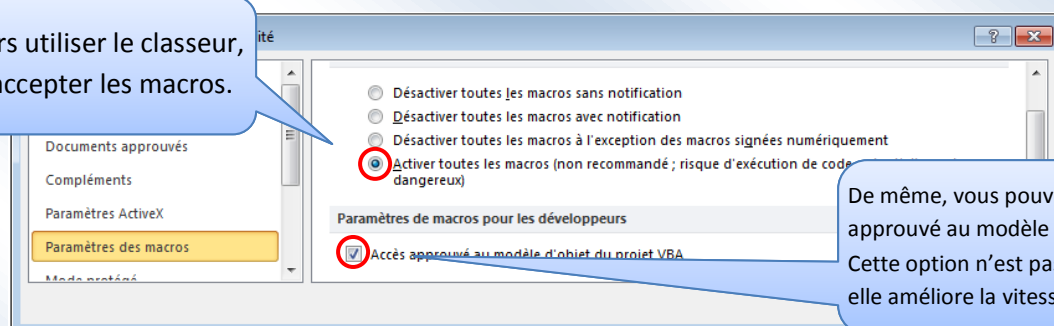 rs utiliser le classeur,
accepter les macros.
ité
Documents approuvés
Compléments
Paramètres ActiveX
Paramètres des macros
Mode protégé
Désactiver toutes les macros sans notification
Désactiver toutes les macros avec notification
Désactiver toutes les macros à l'exception des macros signées numériquement
Activer toutes les macros (non recommandé ; risque d'exécution de code
dangereux)
Paramètres de macros pour les développeurs
Accès approuvé au modèle d'objet du projet VBA
De même, vous pouv
approuvé au modèle
Cette option n'est pa
elle améliore la vitess